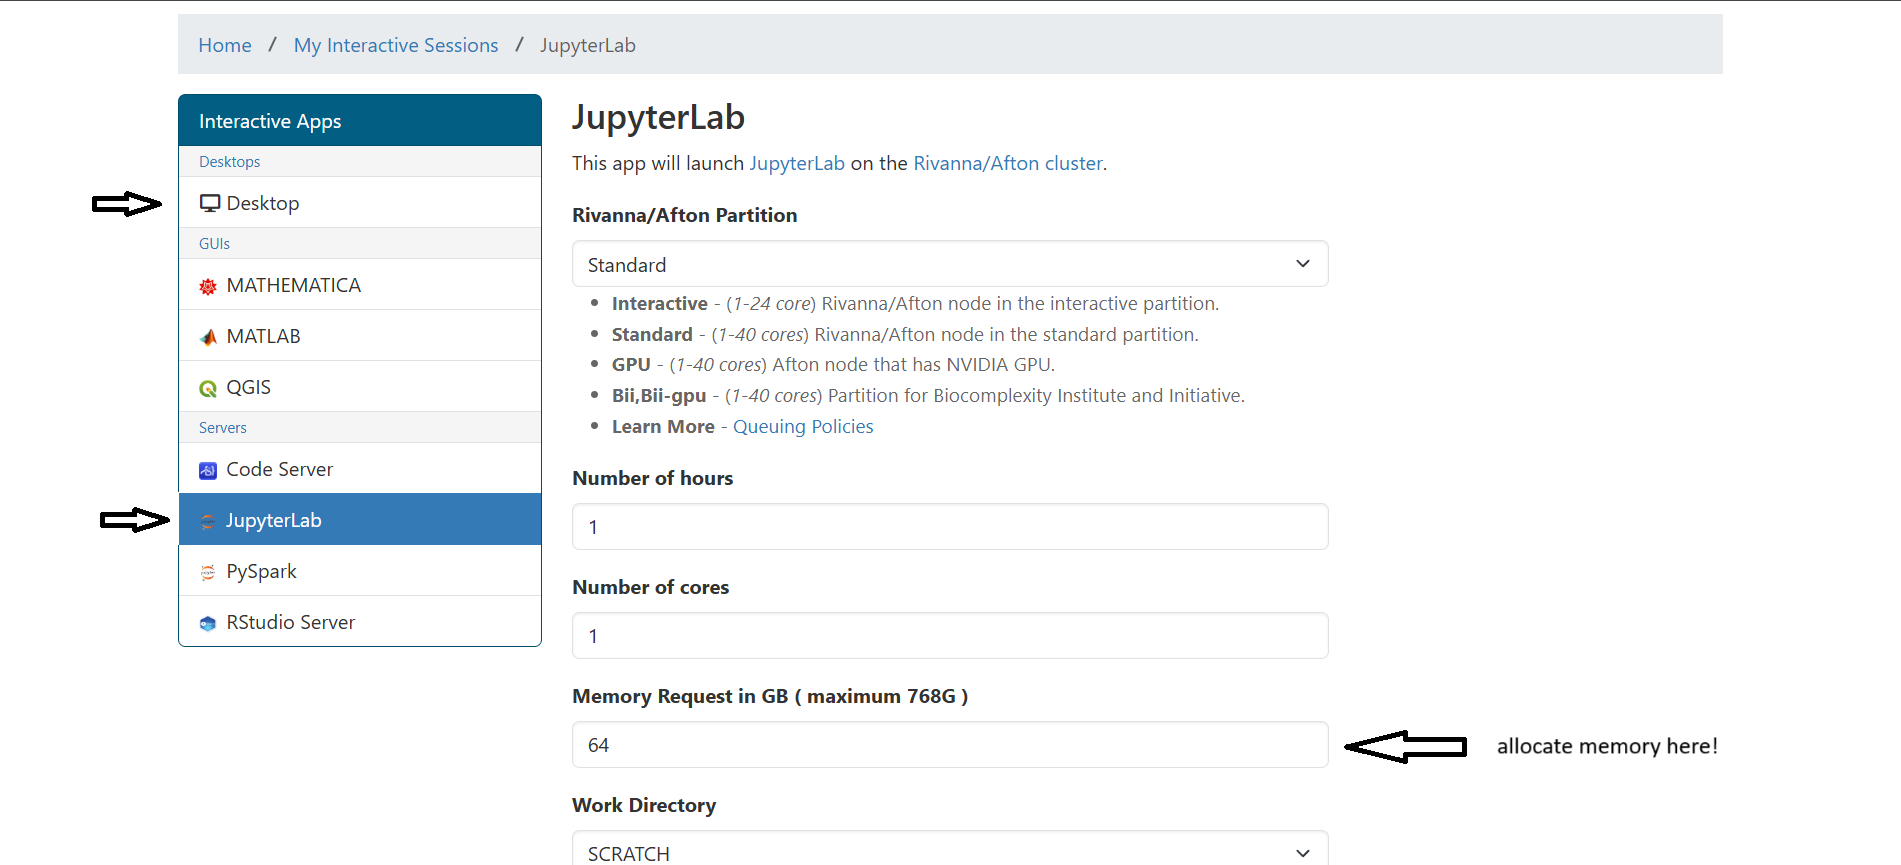 Home / My Interactive Sessions / JupyterLab
Interactive Apps
Desktops
Desktop
GUIs
MATHEMATICA
MATLAB
QGIS
Servers
Code Server
JupyterLab
PySpark
RStudio Server
JupyterLab
This app will launch JupyterLab on the Rivanna/Afton cluster.
Rivanna/Afton Partition
Standard
• Interactive - (1-24 core) Rivanna/Afton node in the interactive partition.
• Standard - (1-40 cores) Rivanna/Afton node in the standard partition.
• GPU - (1-40 cores) Afton node that has NVIDIA GPU.
• Bii,Bii-gpu - (1-40 cores) Partition for Biocomplexity Institute and Initiative.
• Learn More - Queuing Policies
Number of hours
1
Number of cores
1
Memory Request in GB ( maximum 768G )
64
allocate memory here!
Work Directory
SCRATCH